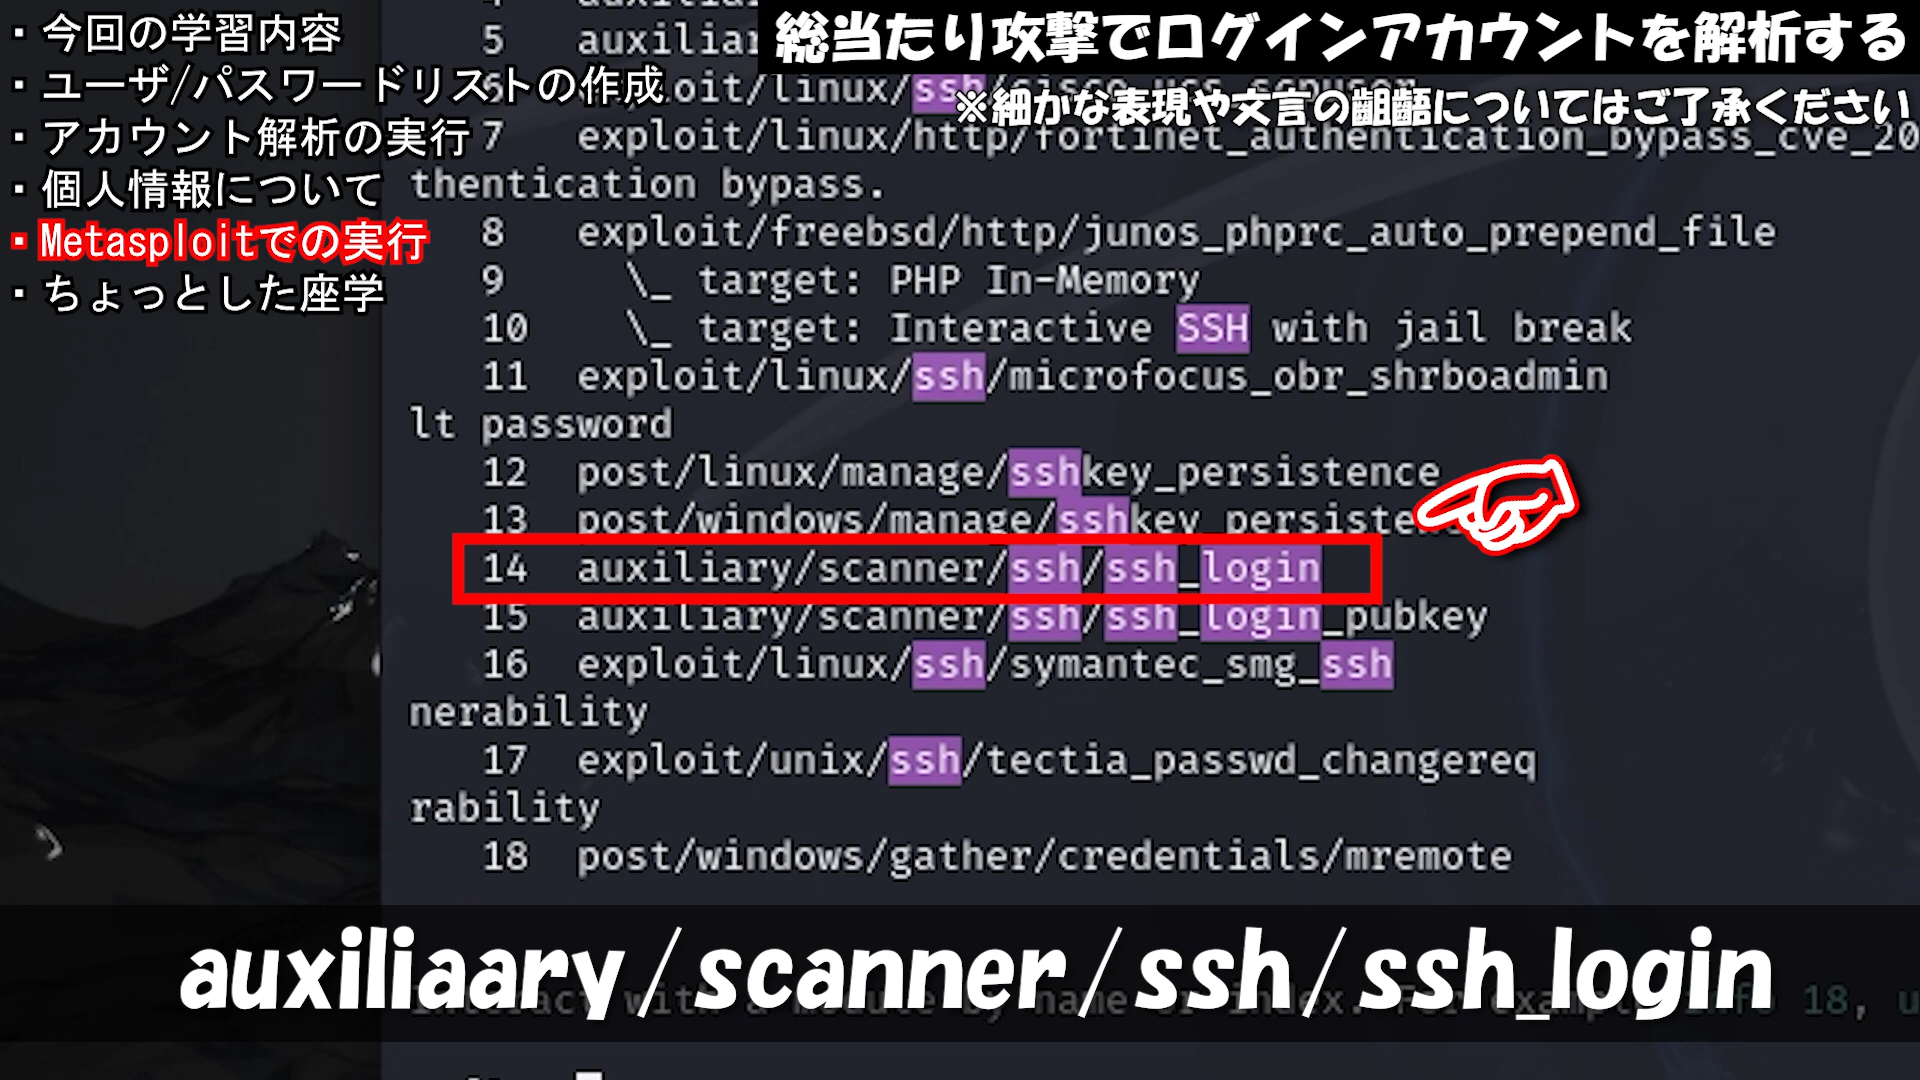 ・今回の学習内容
・ユーザ/パスワードリストの作成
・アカウント解析の実行
・個人情報について
・Metasploitでの実行
・ちょっとした座学
総当たり攻撃でログインアカウントを解析する
※細かな表現や文言の齟齬についてはご了承ください
5 auxiliar
6 exploit/linux/ssh/cisco_ucs_scpuser
7 exploit/linux/http/fortinet_authentication_bypass_cve_20
thentication bypass.
8 exploit/freebsd/http/junos_phprc_auto_prepend_file
9 \_ target: PHP In-Memory
10 \_ target: Interactive SSH with jail break
11 exploit/linux/ssh/microfocus_obr_shrboadmin
lt password
12 post/linux/manage/sshkey_persistence
13 post/windows/manage/sshkey_persiste
14 auxiliary/scanner/ssh/ssh_login
15 auxiliary/scanner/ssh/ssh_login_pubkey
16 exploit/linux/ssh/symantec_smg_ssh
nerability
17 exploit/unix/ssh/tectia_passwd_changereq
rability
18 post/windows/gather/credentials/mremote
auxiliaary/scanner/ssh/ssh_login